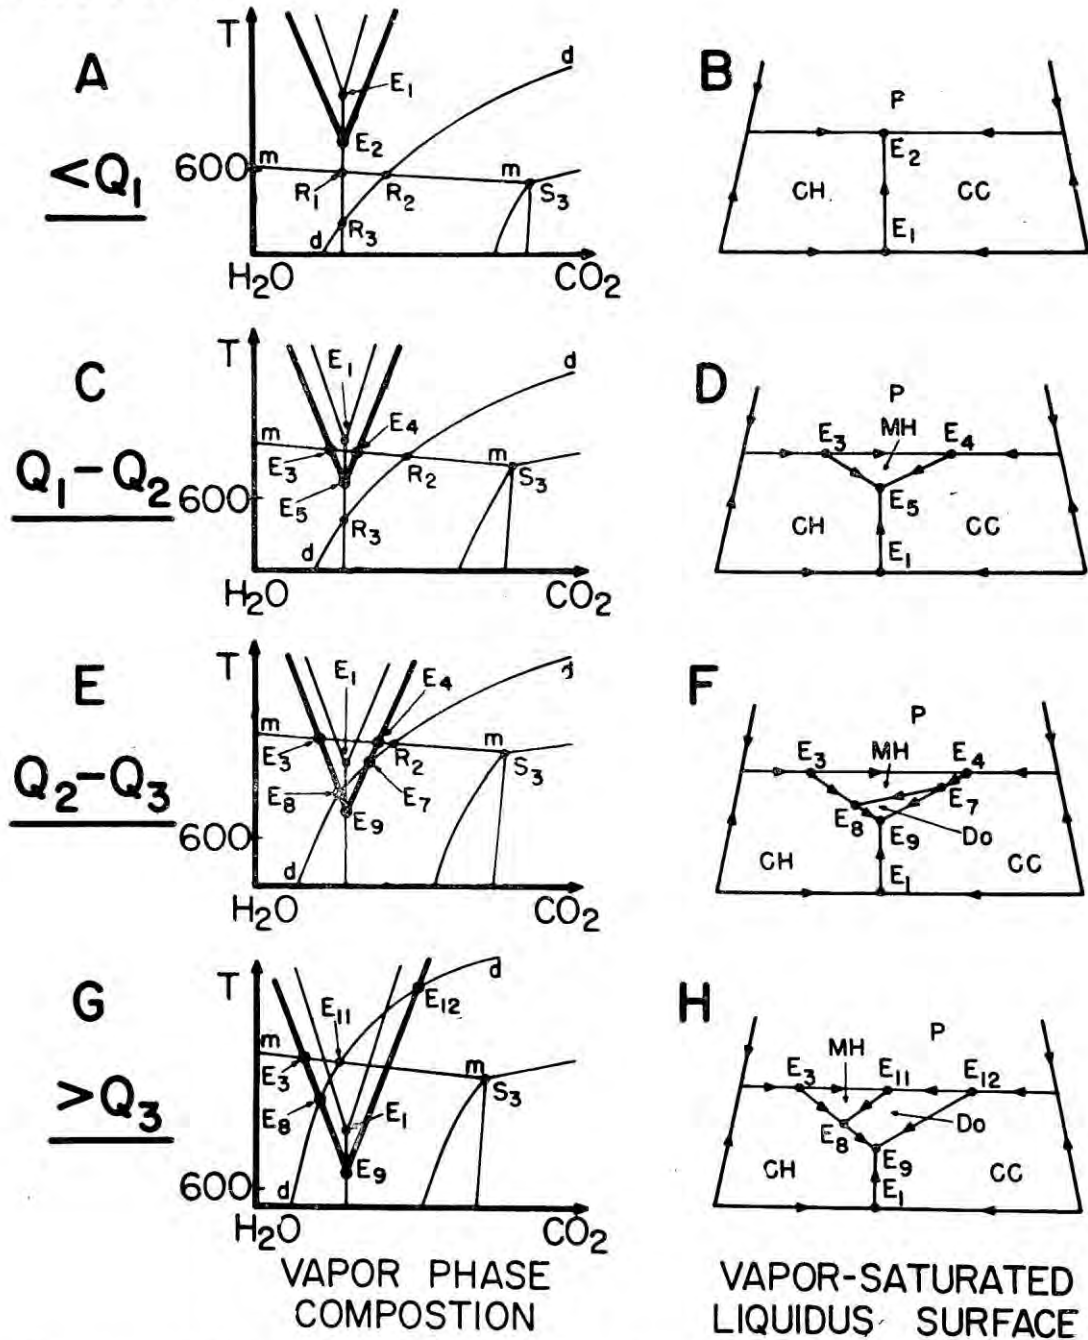 A
<Q1
T
600
m
E1
E2
R1
R2
R3
S3
d
d
H2O
CO2
B
P
E2
CH
CC
E1
C
Q1-Q2
T
600
m
E1
E4
E3
E5
R2
R3
m
S3
d
d
H2O
CO2
D
P
E3
MH
E4
E5
CH
CC
E1
E
Q2-Q3
T
600
m
E1
E4
E3
R2
E8
E7
E9
m
S3
d
H2O
CO2
F
P
E3
MH
E4
E7
E8
E9
Do
CH
CC
E1
G
>Q3
T
600
m
E11
E12
d
E3
E8
E1
E9
m
S3
d
H2O
CO2
H
P
E3
MH
E11
E12
E8
Do
E9
CH
CC
E1
VAPOR PHASE
COMPOSTION
VAPOR-SATURATED
LIQUIDUS SURFACE